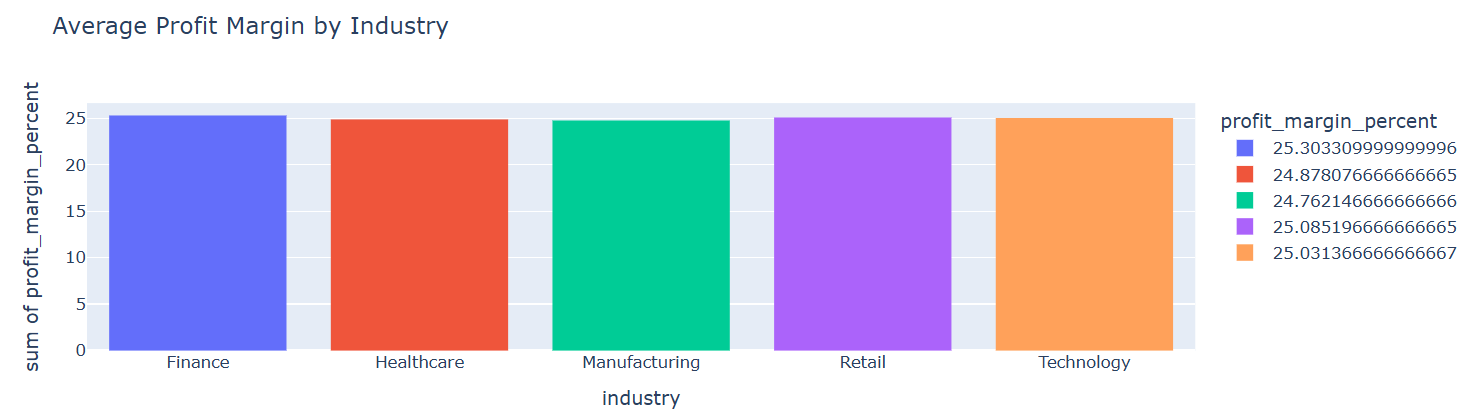 Average Profit Margin by Industry
sum of profit_margin_percent
25
20
15
10
5
0
Finance
Healthcare
Manufacturing
Retail
Technology
industry
profit_margin_percent
25.303309999999996
24.878076666666665
24.762146666666666
25.085196666666665
25.031366666666667